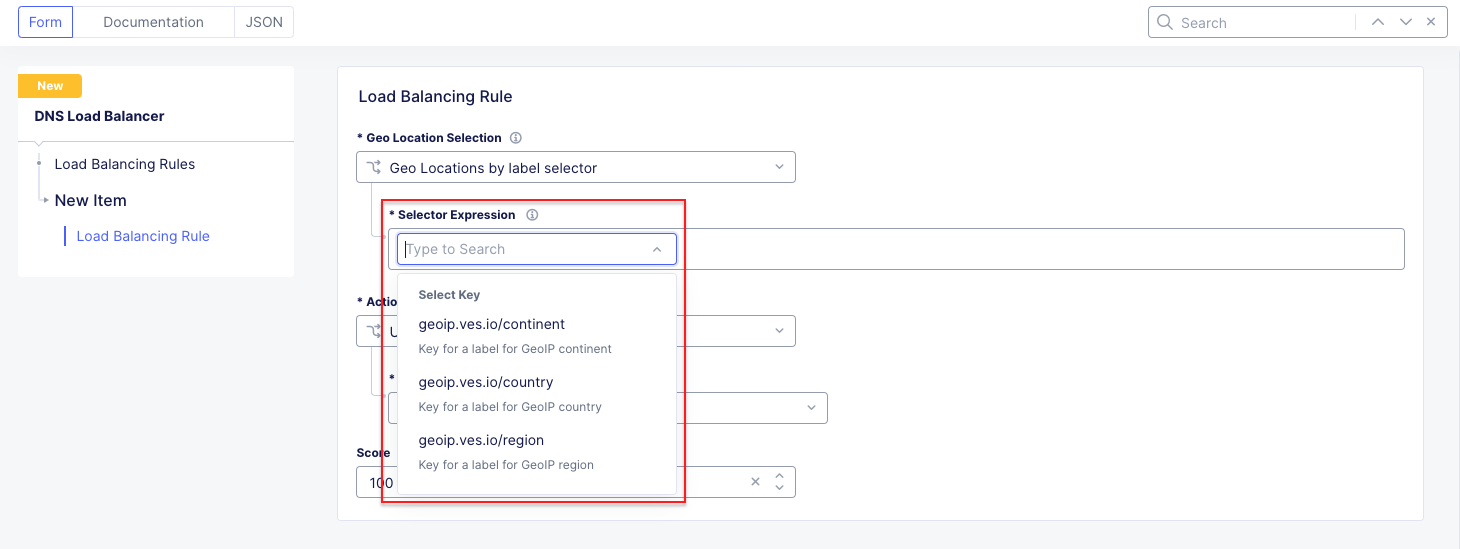 Form
Documentation
JSON
Search
New
DNS Load Balancer
Load Balancing Rules
New Item
Load Balancing Rule
Load Balancing Rule
* Geo Location Selection
Geo Locations by label selector
* Selector Expression
Type to Search
Select Key
geoip.ves.io/continent
Key for a label for GeoIP continent
geoip.ves.io/country
Key for a label for GeoIP country
geoip.ves.io/region
Key for a label for GeoIP region
* Actio
*
Score
100